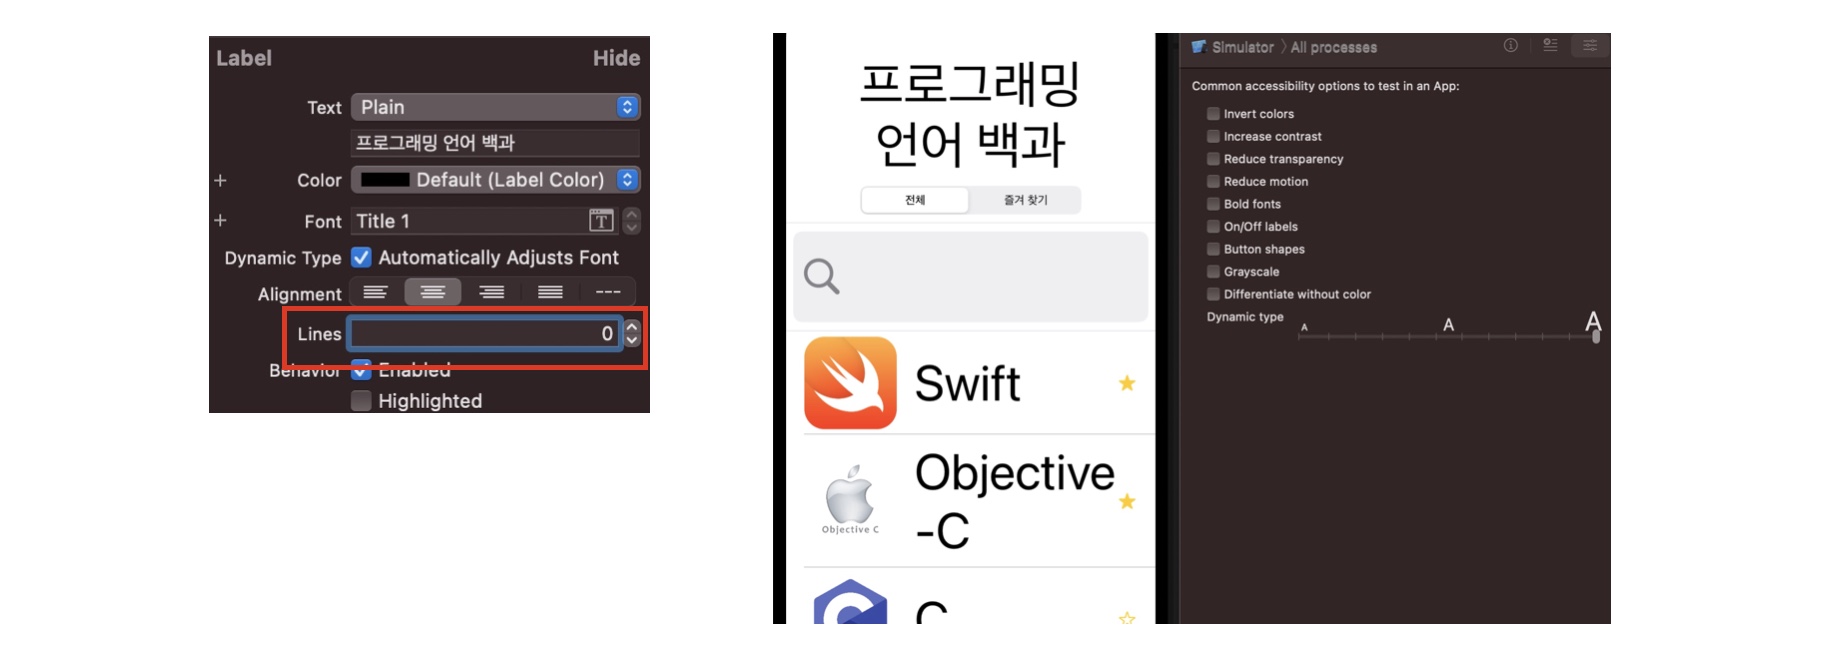 Label Hide
Text Plain
프로그래밍 언어 백과
+ Color Default (Label Color)
+ Font Title 1 T
Dynamic Type Automatically Adjusts Font
Alignment
Lines 0
Behavior Enabled
Highlighted
프로그래밍
언어 백과
전체 즐겨 찾기
Swift
Objective
-C
Objective C
C
Simulator 〉All processes
Common accessibility options to test in an App:
Invert colors
Increase contrast
Reduce transparency
Reduce motion
Bold fonts
On/Off labels
Button shapes
Grayscale
Differentiate without color
Dynamic type A A A